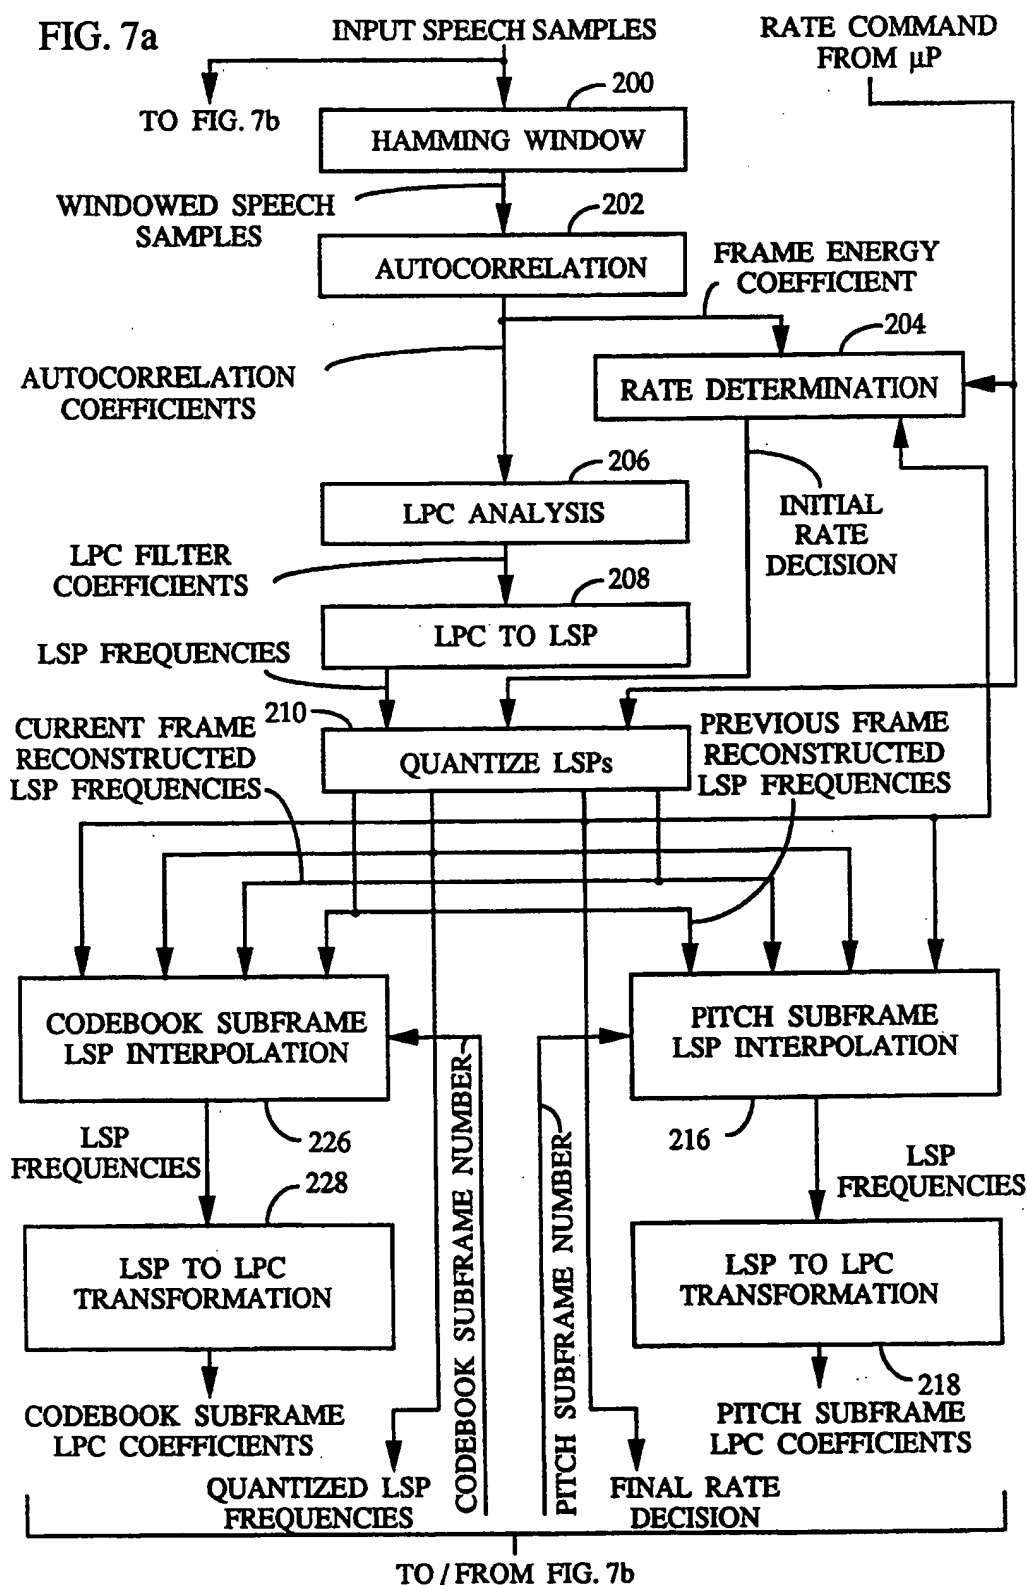 FIG. 7a
INPUT SPEECH SAMPLES
RATE COMMAND
FROM μP
TO FIG. 7b
200
HAMMING WINDOW
WINDOWED SPEECH
SAMPLES
202
AUTOCORRELATION
FRAME ENERGY
COEFFICIENT
204
AUTOCORRELATION
COEFFICIENTS
RATE DETERMINATION
206
LPC ANALYSIS
INITIAL
RATE
DECISION
LPC FILTER
COEFFICIENTS
208
LPC TO LSP
LSP FREQUENCIES
210
CURRENT FRAME
RECONSTRUCTED
LSP FREQUENCIES
QUANTIZE LSPs
PREVIOUS FRAME
RECONSTRUCTED
LSP FREQUENCIES
CODEBOOK SUBFRAME
LSP INTERPOLATION
PITCH SUBFRAME
LSP INTERPOLATION
226
216
LSP
FREQUENCIES
LSP
FREQUENCIES
228
LSP TO LPC
TRANSFORMATION
CODEBOOK SUBFRAME NUMBER
PITCH SUBFRAME NUMBER
LSP TO LPC
TRANSFORMATION
218
CODEBOOK SUBFRAME
LPC COEFFICIENTS
PITCH SUBFRAME
LPC COEFFICIENTS
QUANTIZED LSP
FREQUENCIES
FINAL RATE
DECISION
TO / FROM FIG. 7b